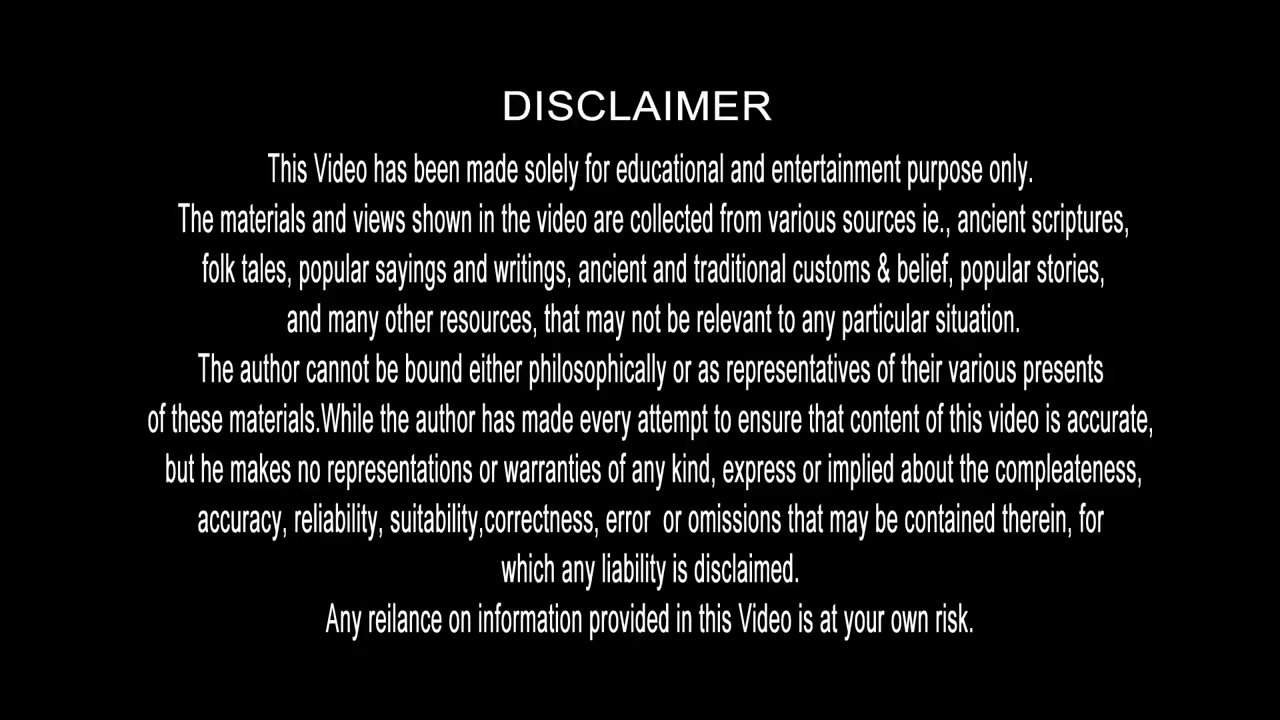 DISCLAIMER
This Video has been made solely for educational and entertainment purpose only.
The materials and views shown in the video are collected from various sources ie., ancient scriptures,
folk tales, popular sayings and writings, ancient and traditional customs & belief, popular stories,
and many other resources, that may not be relevant to any particular situation.
The author cannot be bound either philosophically or as representatives of their various presents
of these materials.While the author has made every attempt to ensure that content of this video is accurate,
but he makes no representations or warranties of any kind, express or implied about the compleateness,
accuracy, reliability, suitability,correctness, error  or omissions that may be contained therein, for
which any liability is disclaimed.
Any reilance on information provided in this Video is at your own risk.